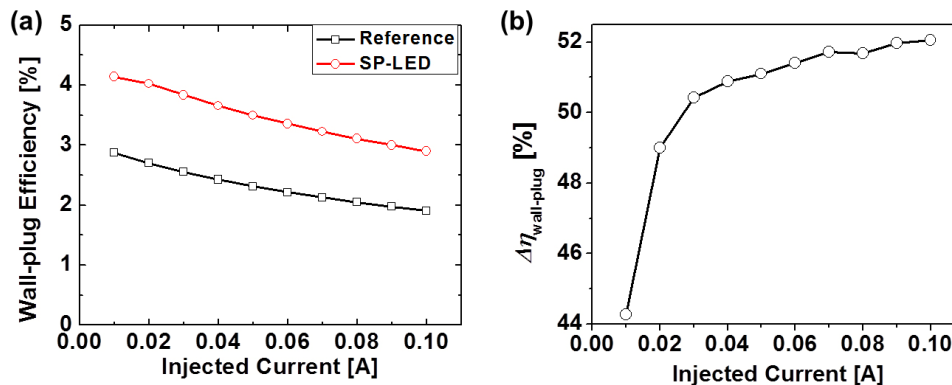 (a)
Wall-plug Efficiency [%]
5
4
3
2
1
0
Reference
SP-LED
0.00 0.02 0.04 0.06 0.08 0.10
Injected Current [A]
(b)
Δη wall-plug [%]
52
50
48
46
44
0.00 0.02 0.04 0.06 0.08 0.10
Injected Current [A]